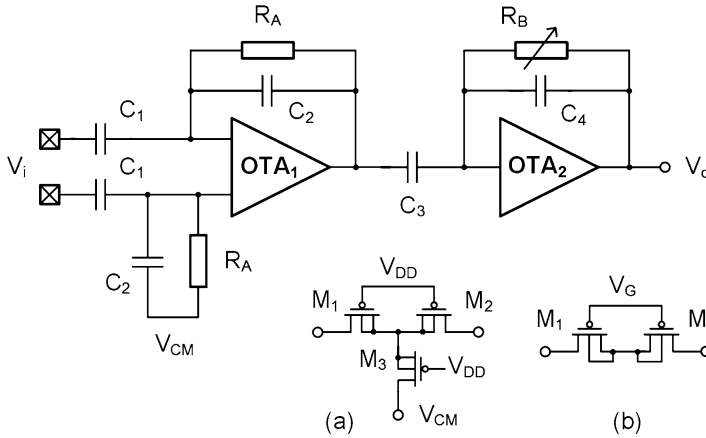 R_A
R_B
C_2
C_4
C_1
V_i
OTA_1
OTA_2
C_1
C_3
C_2
R_A
V_CM
V_DD
M_1
M_2
M_3
V_DD
V_CM
(a)
V_G
M_1
M
(b)